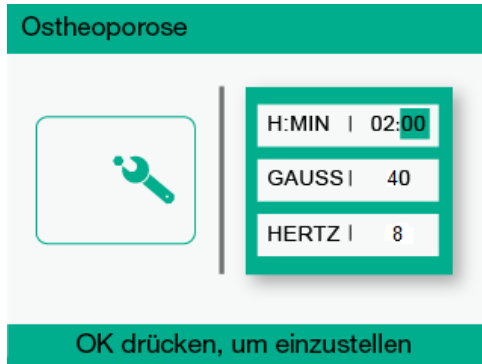 Ostheoporose
H:MIN | 02:00
GAUSS | 40
HERTZ | 8
OK drücken, um einzustellen